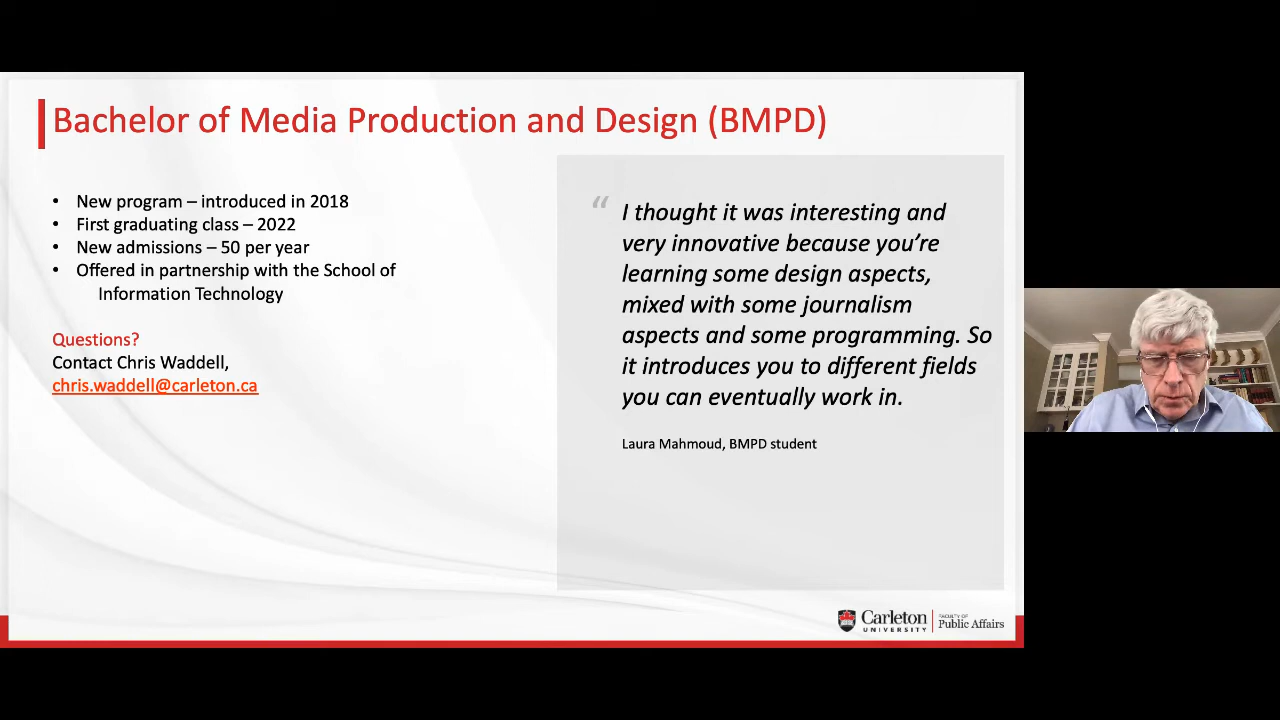 Bachelor of Media Production and Design (BMPD)
• New program – introduced in 2018
• First graduating class – 2022
• New admissions – 50 per year
• Offered in partnership with the School of
Information Technology
Questions?
Contact Chris Waddell,
chris.waddell@carleton.ca
“ I thought it was interesting and
very innovative because you’re
learning some design aspects,
mixed with some journalism
aspects and some programming. So
it introduces you to different fields
you can eventually work in.
Laura Mahmoud, BMPD student
Carleton
UNIVERSITY
FACULTY OF
Public Affairs